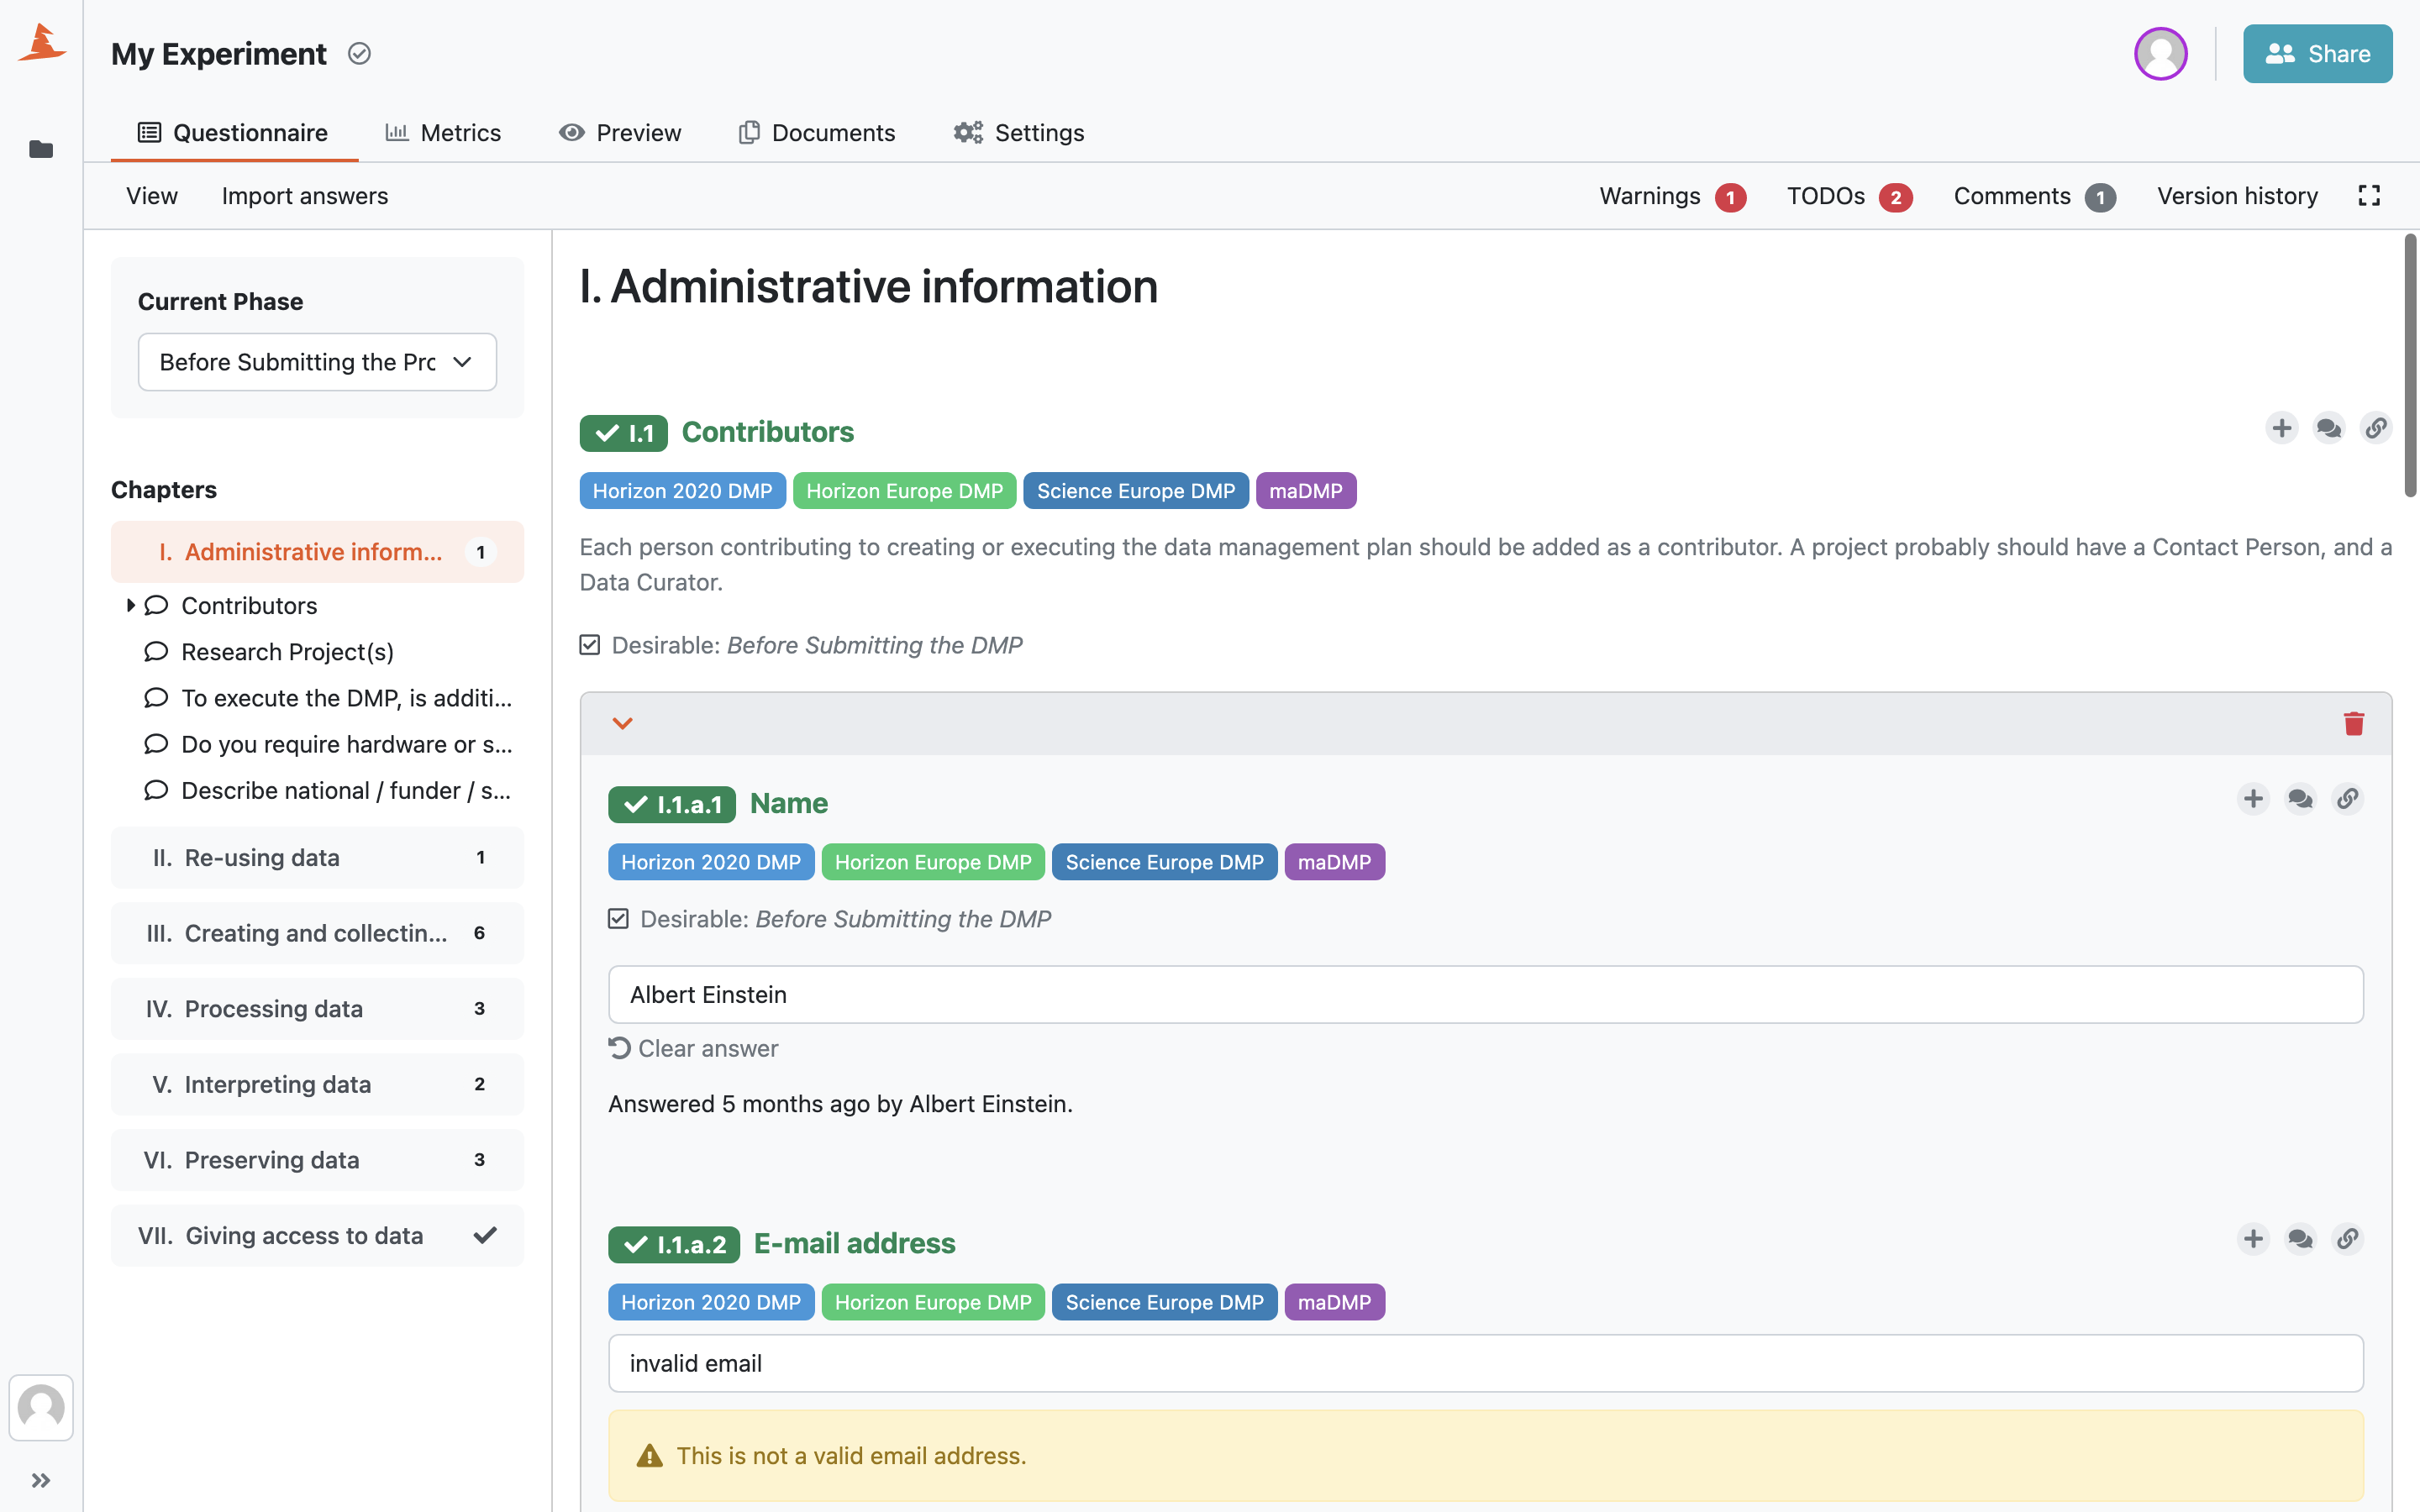 My Experiment
Share
Questionnaire
Metrics
Preview
Documents
Settings
View
Import answers
Warnings 1
TODOs 2
Comments 1
Version history
Current Phase
Before Submitting the Prc
Chapters
I. Administrative inform... 1
Contributors
Research Project(s)
To execute the DMP, is additi...
Do you require hardware or s...
Describe national / funder / s...
II. Re-using data 1
III. Creating and collectin... 6
IV. Processing data 3
V. Interpreting data 2
VI. Preserving data 3
VII. Giving access to data
I. Administrative information
I.1 Contributors
Horizon 2020 DMP Horizon Europe DMP Science Europe DMP maDMP
Each person contributing to creating or executing the data management plan should be added as a contributor. A project probably should have a Contact Person, and a
Data Curator.
Desirable: Before Submitting the DMP
I.1.a.1 Name
Horizon 2020 DMP Horizon Europe DMP Science Europe DMP maDMP
Desirable: Before Submitting the DMP
Albert Einstein
Clear answer
Answered 5 months ago by Albert Einstein.
I.1.a.2 E-mail address
Horizon 2020 DMP Horizon Europe DMP Science Europe DMP maDMP
invalid email
This is not a valid email address.